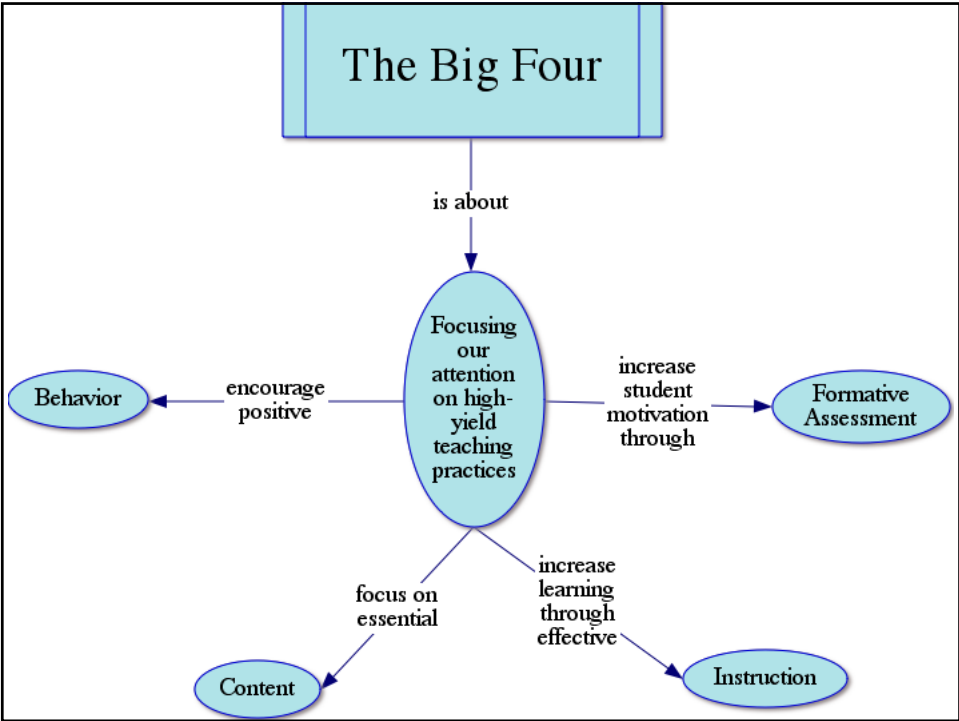 The Big Four
is about
Focusing
our
attention
on high-
yield
teaching
practices
encourage
positive
Behavior
increase
student
motivation
through
Formative
Assessment
focus on
essential
Content
increase
learning
through
effective
Instruction